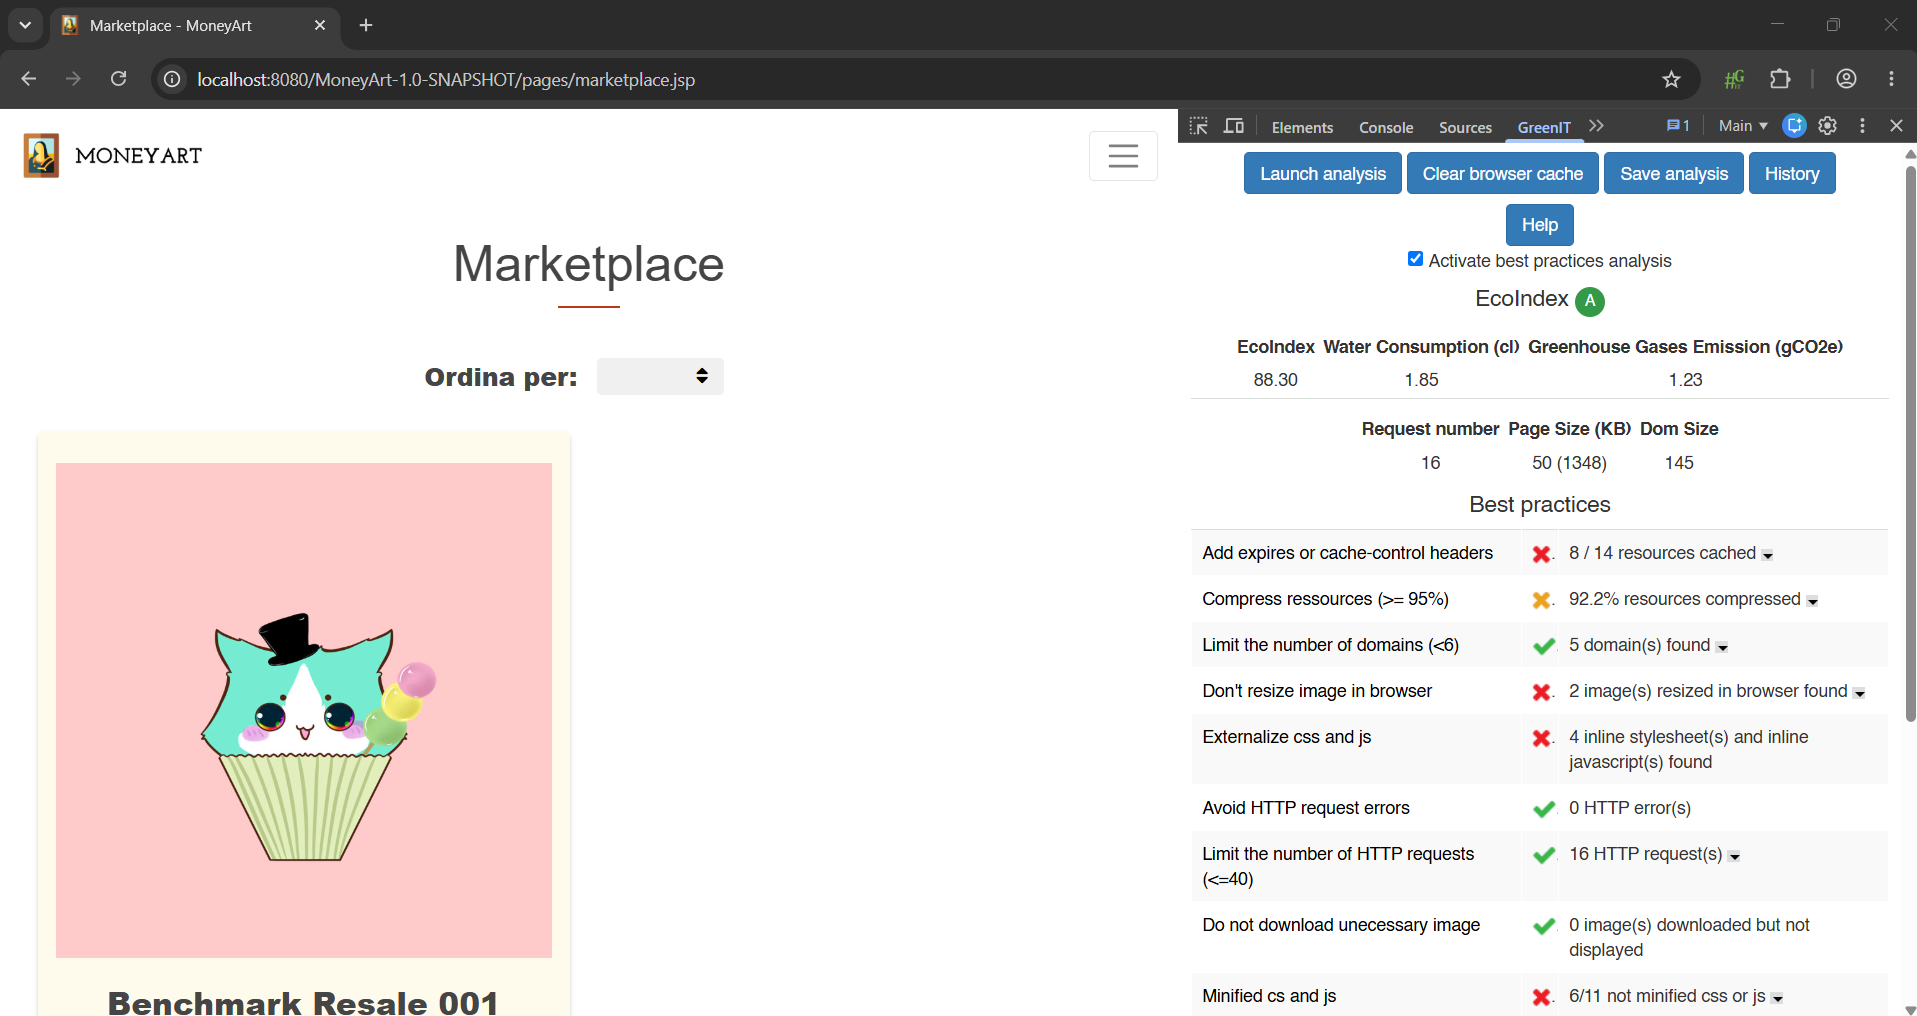 Marketplace - MoneyArt
localhost:8080/MoneyArt-1.0-SNAPSHOT/pages/marketplace.jsp
MONEYART
Marketplace
Ordina per:
Benchmark Resale 001
Elements Console Sources GreenIT 1 Main
Launch analysis Clear browser cache Save analysis History
Help
Activate best practices analysis
EcoIndex A
EcoIndex Water Consumption (cl) Greenhouse Gases Emission (gCO2e)
88.30 1.85 1.23
Request number Page Size (KB) Dom Size
16 50 (1348) 145
Best practices
Add expires or cache-control headers . 8 / 14 resources cached
Compress ressources (>= 95%) . 92.2% resources compressed
Limit the number of domains (<6) 5 domain(s) found
Don't resize image in browser . 2 image(s) resized in browser found
Externalize css and js . 4 inline stylesheet(s) and inline
javascript(s) found
Avoid HTTP request errors 0 HTTP error(s)
Limit the number of HTTP requests 16 HTTP request(s)
(<=40)
Do not download unecessary image 0 image(s) downloaded but not
displayed
Minified cs and js . 6/11 not minified css or js